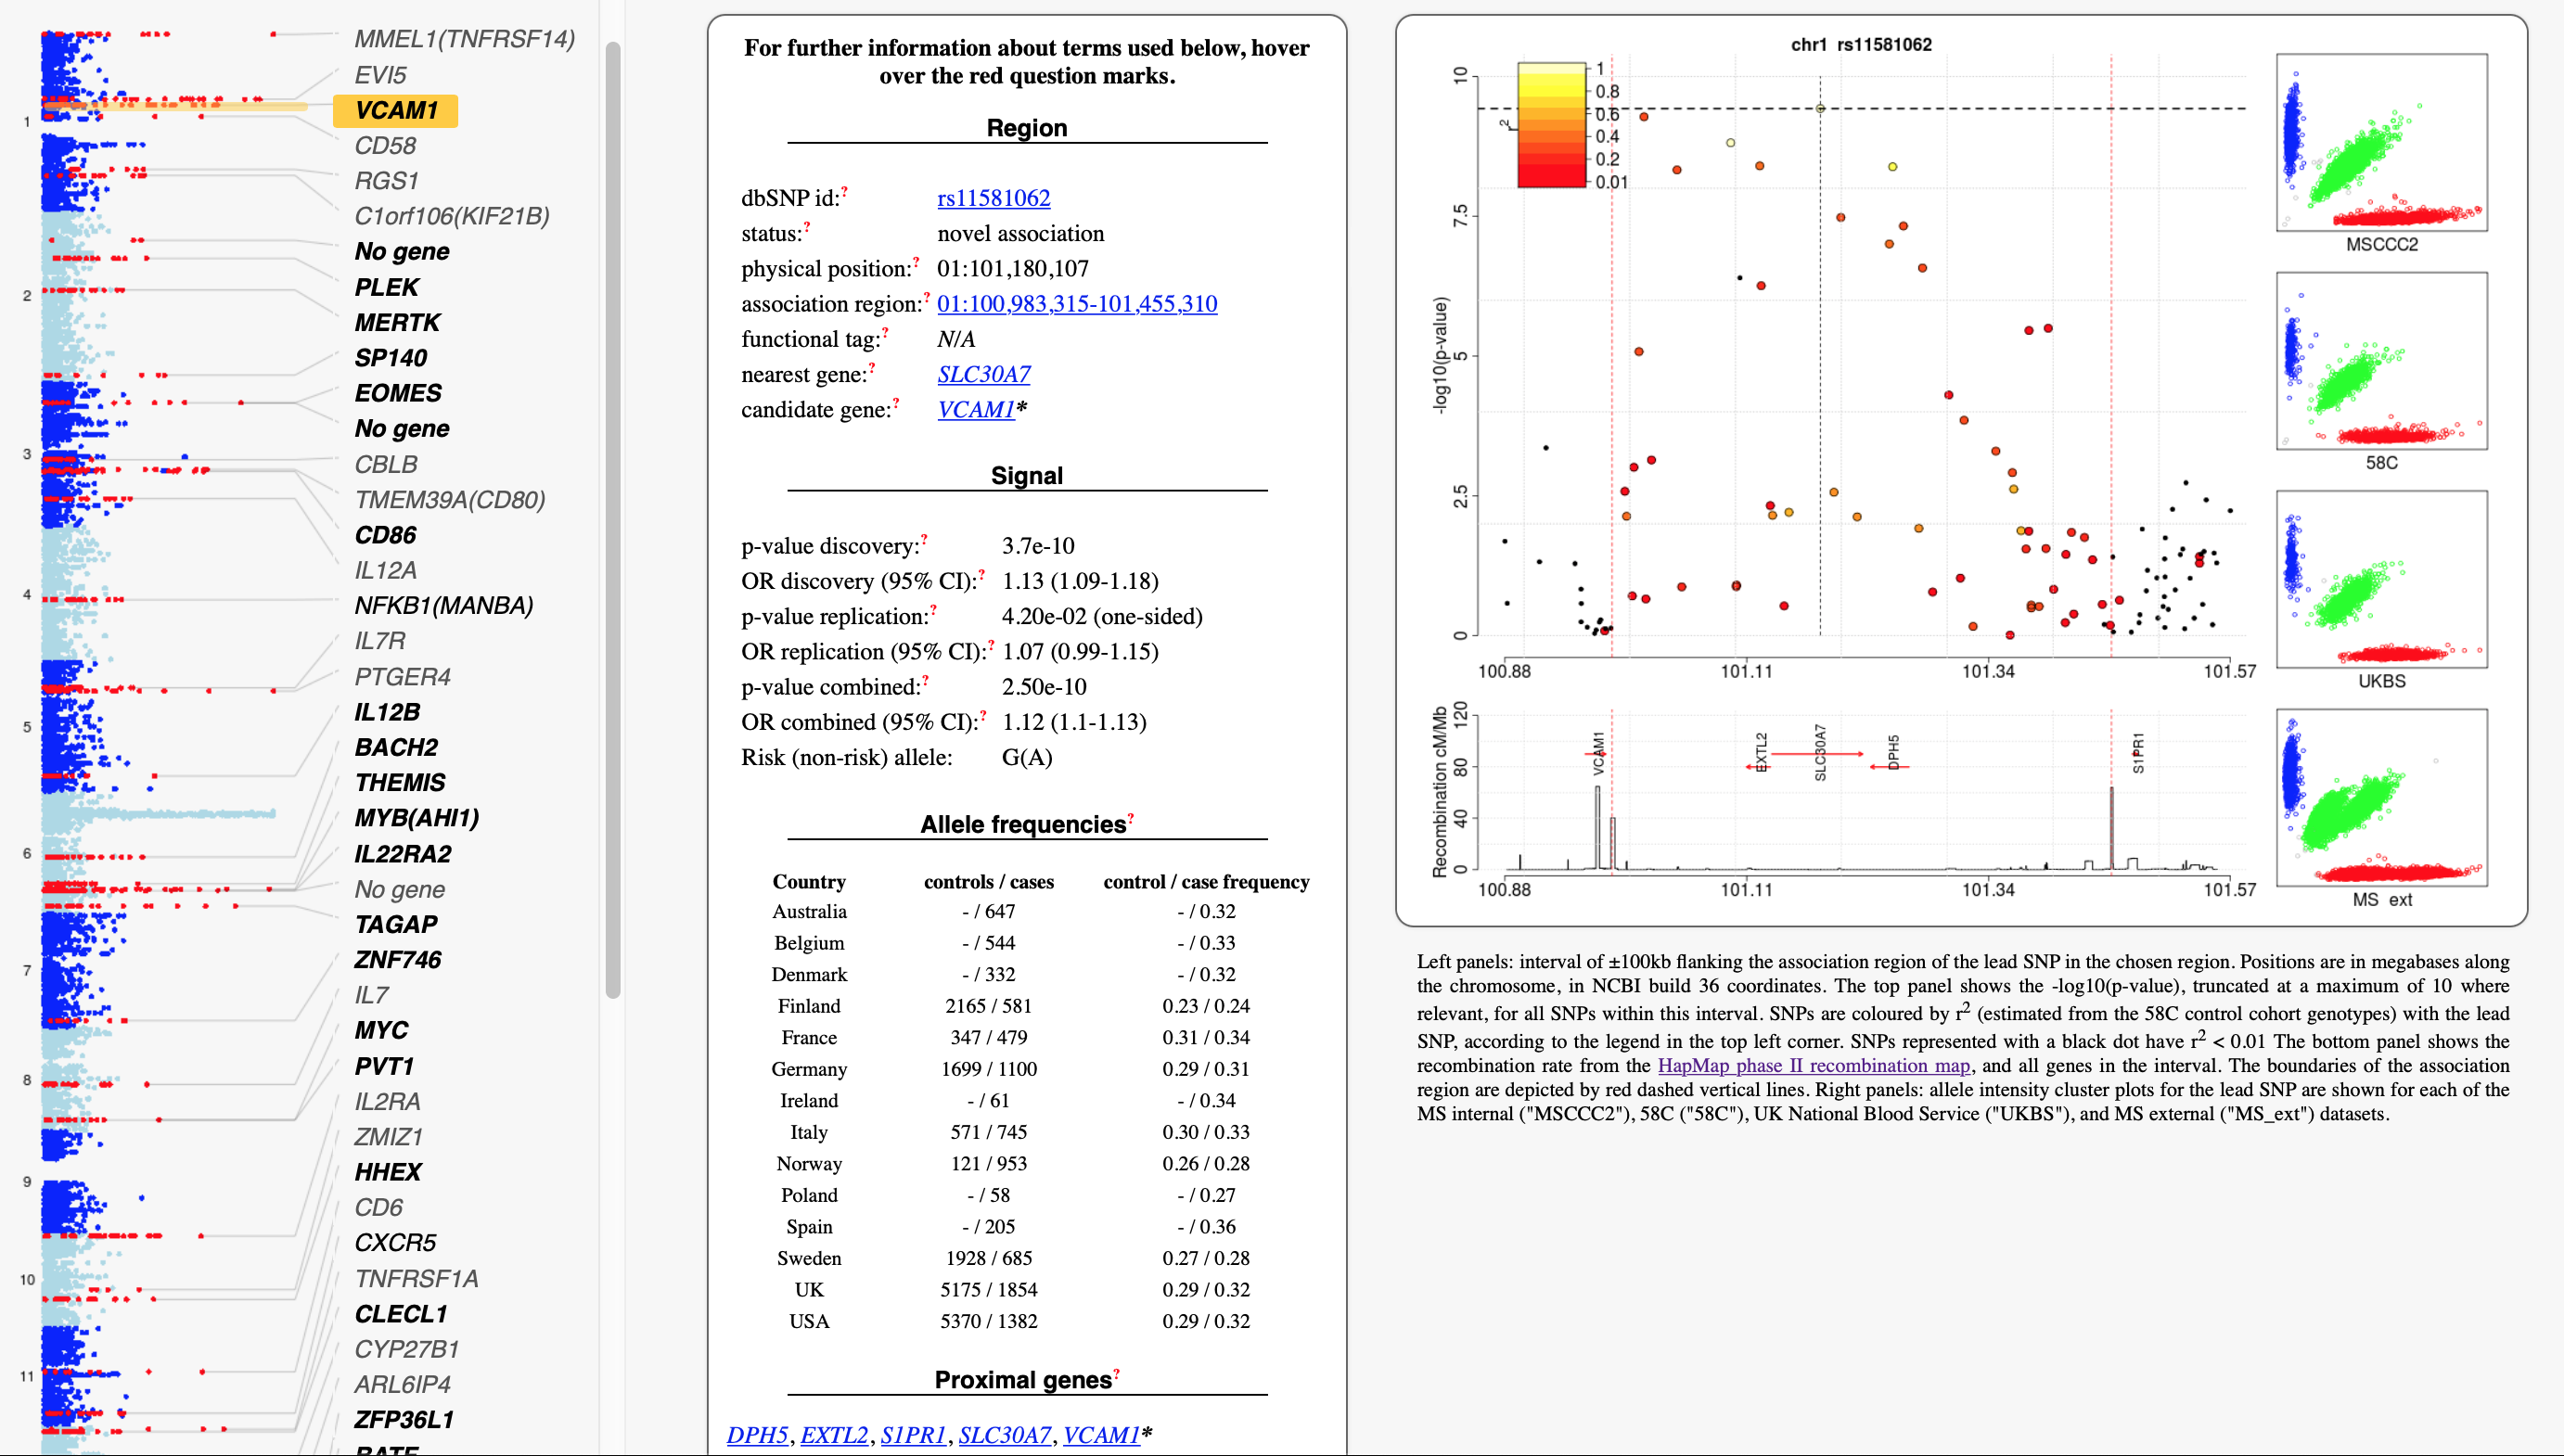 MMEL1(TNFRSF14)
EVI5
VCAM1
CD58
RGS1
C1orf106(KIF21B)
No gene
PLEK
MERTK
SP140
EOMES
No gene
CBLB
TMEM39A(CD80)
CD86
IL12A
NFKB1(MANBA)
IL7R
PTGER4
IL12B
BACH2
THEMIS
MYB(AHI1)
IL22RA2
No gene
TAGAP
ZNF746
IL7
MYC
PVT1
IL2RA
ZMIZ1
HHEX
CD6
CXCR5
TNFRSF1A
CLECL1
CYP27B1
ARL6IP4
ZFP36L1
BATF
1
2
3
4
5
6
7
8
9
10
11
For further information about terms used below, hover
over the red question marks.
Region
dbSNP id:? rs11581062
status:? novel association
physical position:? 01:101,180,107
association region:? 01:100,983,315-101,455,310
functional tag:? N/A
nearest gene:? SLC30A7
candidate gene:? VCAM1*
Signal
p-value discovery:? 3.7e-10
OR discovery (95% CI):? 1.13 (1.09-1.18)
p-value replication:? 4.20e-02 (one-sided)
OR replication (95% CI):? 1.07 (0.99-1.15)
p-value combined:? 2.50e-10
OR combined (95% CI):? 1.12 (1.1-1.13)
Risk (non-risk) allele: G(A)
Allele frequencies?
Country controls / cases control / case frequency
Australia - / 647 - / 0.32
Belgium - / 544 - / 0.33
Denmark - / 332 - / 0.32
Finland 2165 / 581 0.23 / 0.24
France 347 / 479 0.31 / 0.34
Germany 1699 / 1100 0.29 / 0.31
Ireland - / 61 - / 0.34
Italy 571 / 745 0.30 / 0.33
Norway 121 / 953 0.26 / 0.28
Poland - / 58 - / 0.27
Spain - / 205 - / 0.36
Sweden 1928 / 685 0.27 / 0.28
UK 5175 / 1854 0.29 / 0.32
USA 5370 / 1382 0.29 / 0.32
Proximal genes?
DPH5, EXTL2, S1PR1, SLC30A7, VCAM1*
chr1 rs11581062
r2
1
0.8
0.6
0.4
0.2
0.01
-log10(p-value)
10
7.5
5
2.5
0
100.88 101.11 101.34 101.57
Recombination cM/Mb
120
80
40
0
VCAM1
EXTL2
SLC30A7
DPH5
S1PR1
100.88 101.11 101.34 101.57
MSCCC2
58C
UKBS
MS ext
Left panels: interval of ±100kb flanking the association region of the lead SNP in the chosen region. Positions are in megabases along
the chromosome, in NCBI build 36 coordinates. The top panel shows the -log10(p-value), truncated at a maximum of 10 where
relevant, for all SNPs within this interval. SNPs are coloured by r2 (estimated from the 58C control cohort genotypes) with the lead
SNP, according to the legend in the top left corner. SNPs represented with a black dot have r2 < 0.01 The bottom panel shows the
recombination rate from the HapMap phase II recombination map, and all genes in the interval. The boundaries of the association
region are depicted by red dashed vertical lines. Right panels: allele intensity cluster plots for the lead SNP are shown for each of the
MS internal ("MSCCC2"), 58C ("58C"), UK National Blood Service ("UKBS"), and MS external ("MS_ext") datasets.